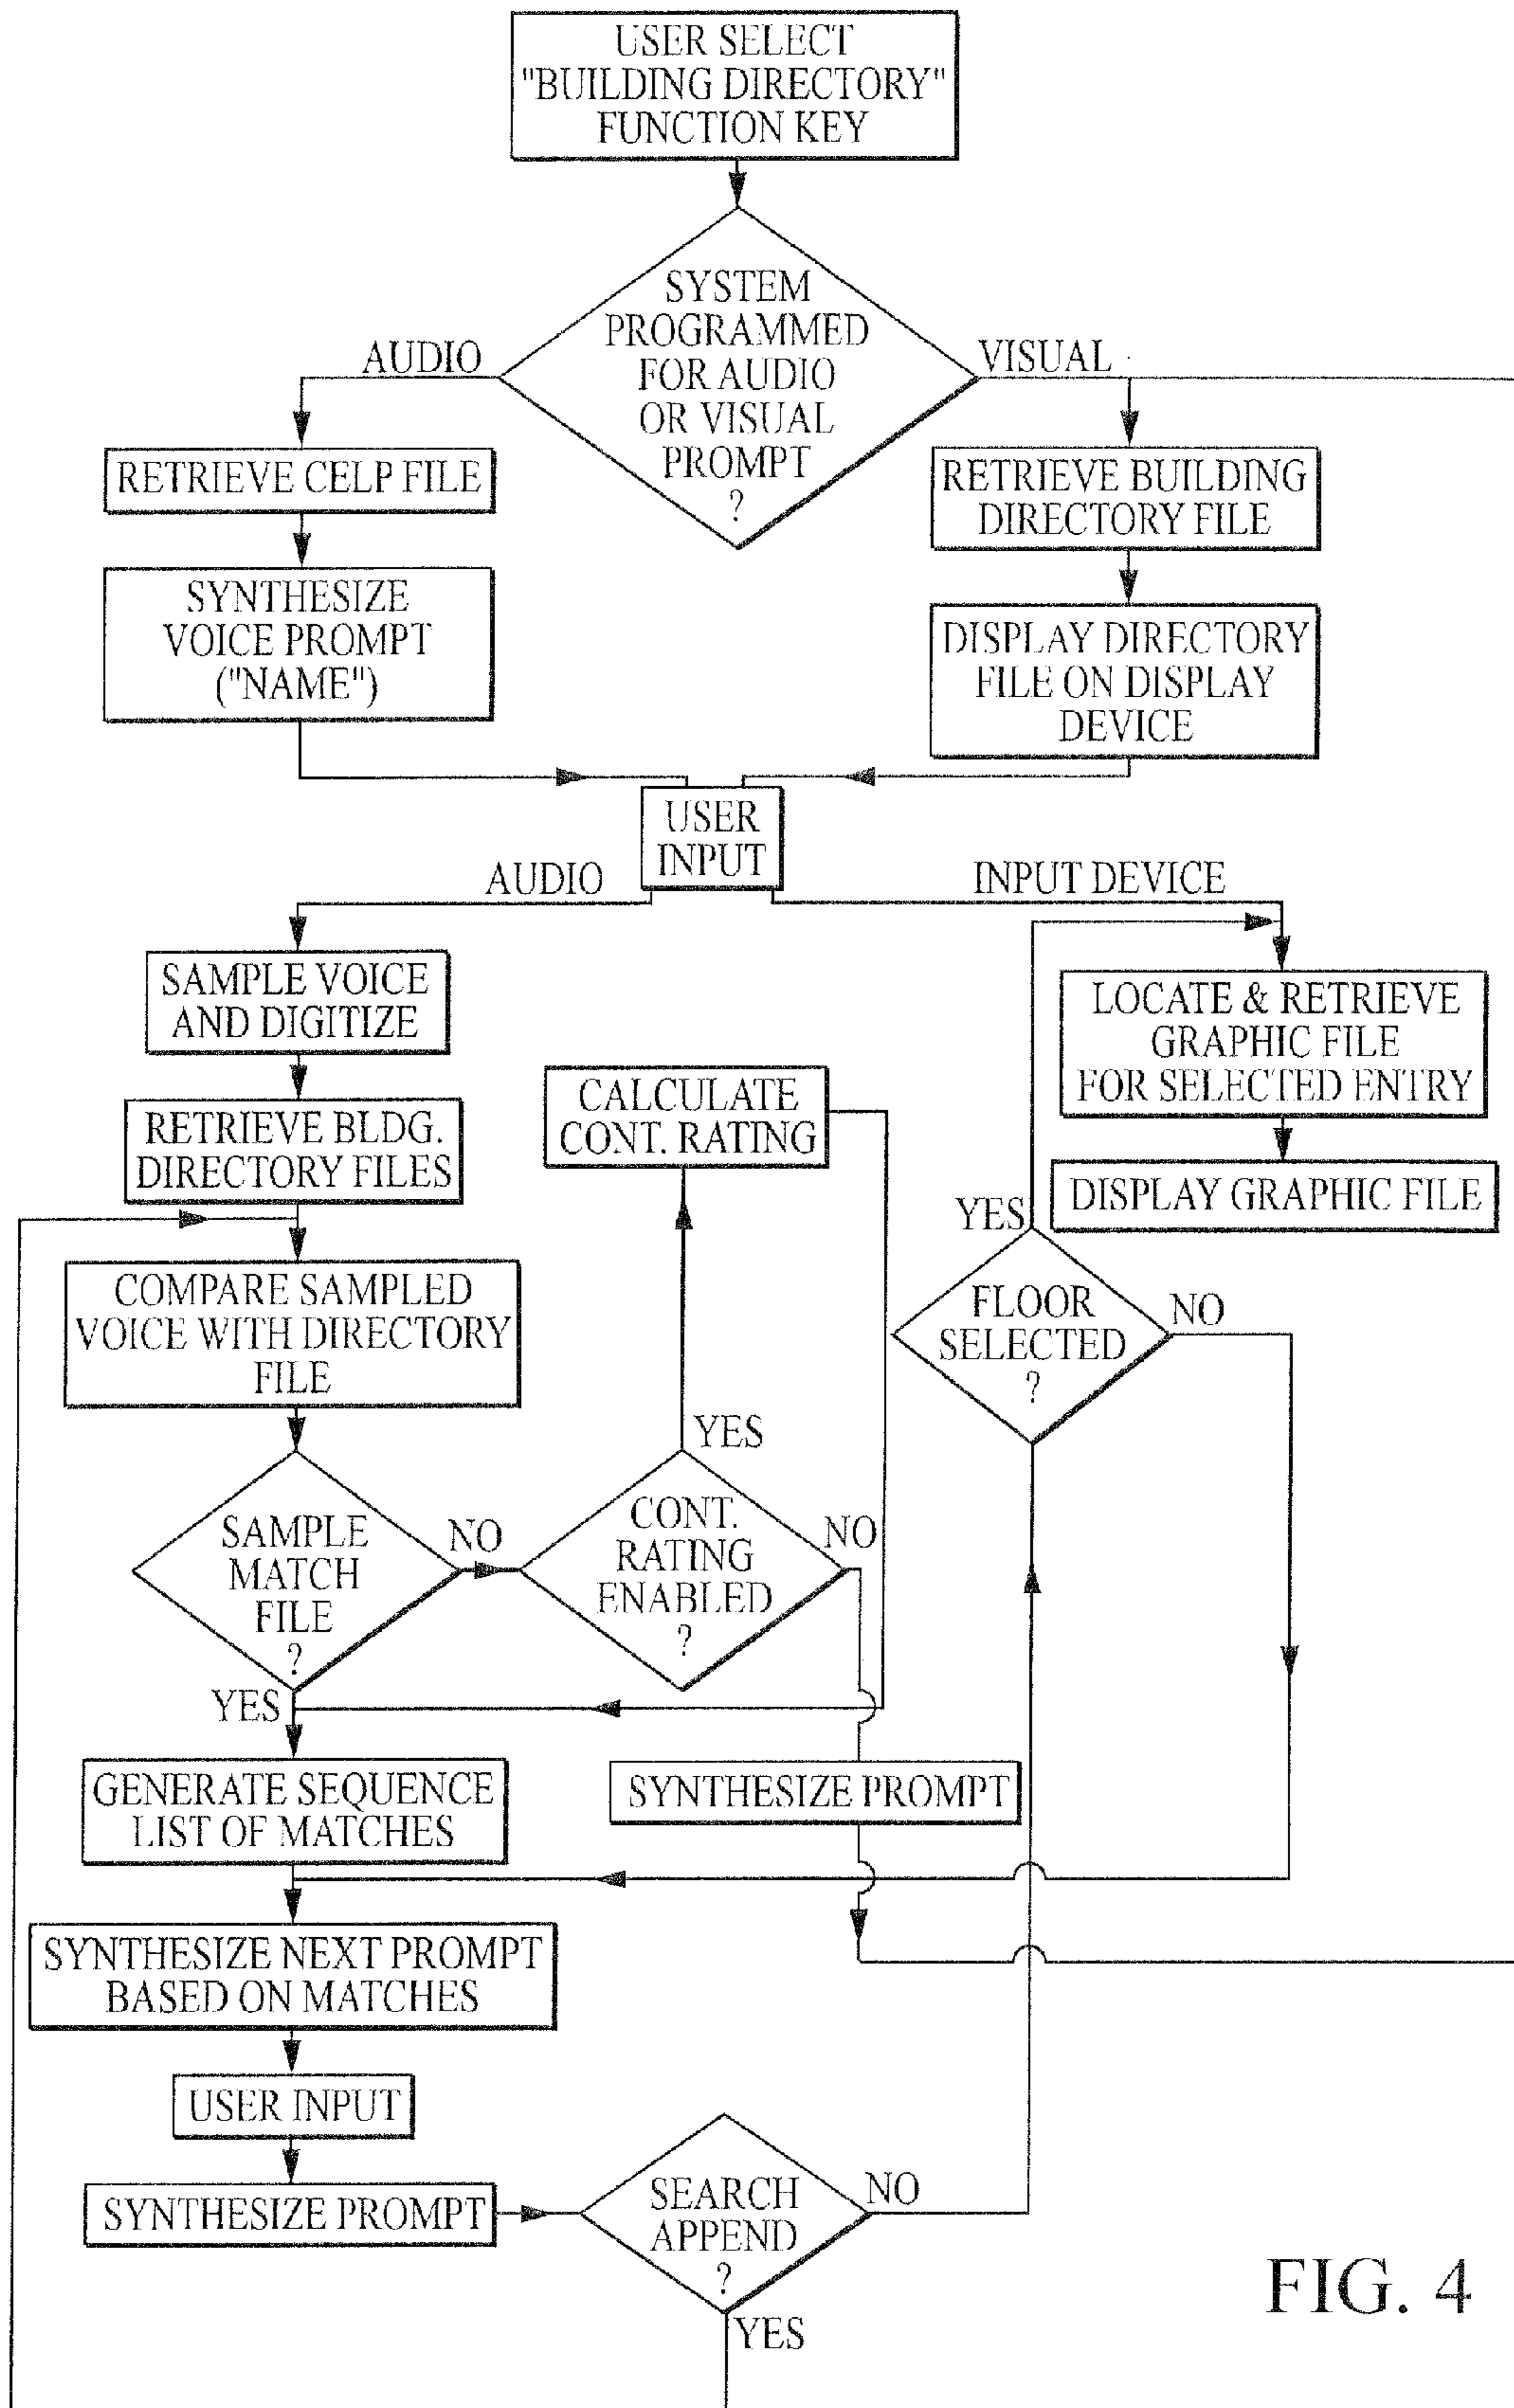 USER SELECT
"BUILDING DIRECTORY"
FUNCTION KEY
SYSTEM
PROGRAMMED
FOR AUDIO
OR VISUAL
PROMPT
?
AUDIO
VISUAL
RETRIEVE CELP FILE
RETRIEVE BUILDING
DIRECTORY FILE
SYNTHESIZE
VOICE PROMPT
("NAME")
DISPLAY DIRECTORY
FILE ON DISPLAY
DEVICE
USER
INPUT
AUDIO
INPUT DEVICE
SAMPLE VOICE
AND DIGITIZE
LOCATE & RETRIEVE
GRAPHIC FILE
FOR SELECTED ENTRY
CALCULATE
CONT. RATING
RETRIEVE BLDG.
DIRECTORY FILES
DISPLAY GRAPHIC FILE
YES
COMPARE SAMPLED
VOICE WITH DIRECTORY
FILE
FLOOR
SELECTED
?
NO
YES
SAMPLE
MATCH
FILE
?
NO
CONT.
RATING
ENABLED
?
NO
YES
GENERATE SEQUENCE
LIST OF MATCHES
SYNTHESIZE PROMPT
SYNTHESIZE NEXT PROMPT
BASED ON MATCHES
USER INPUT
SYNTHESIZE PROMPT
SEARCH
APPEND
?
NO
YES
FIG. 4